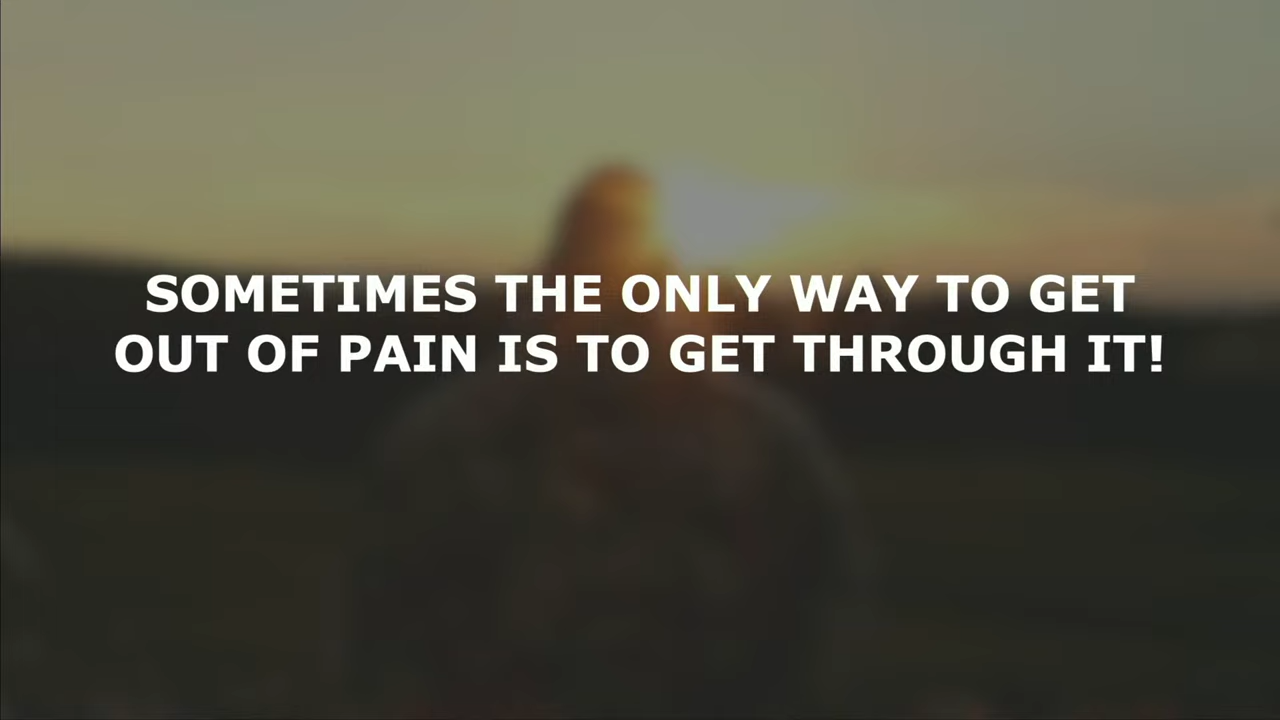 SOMETIMES THE ONLY WAY TO GET
OUT OF PAIN IS TO GET THROUGH IT!